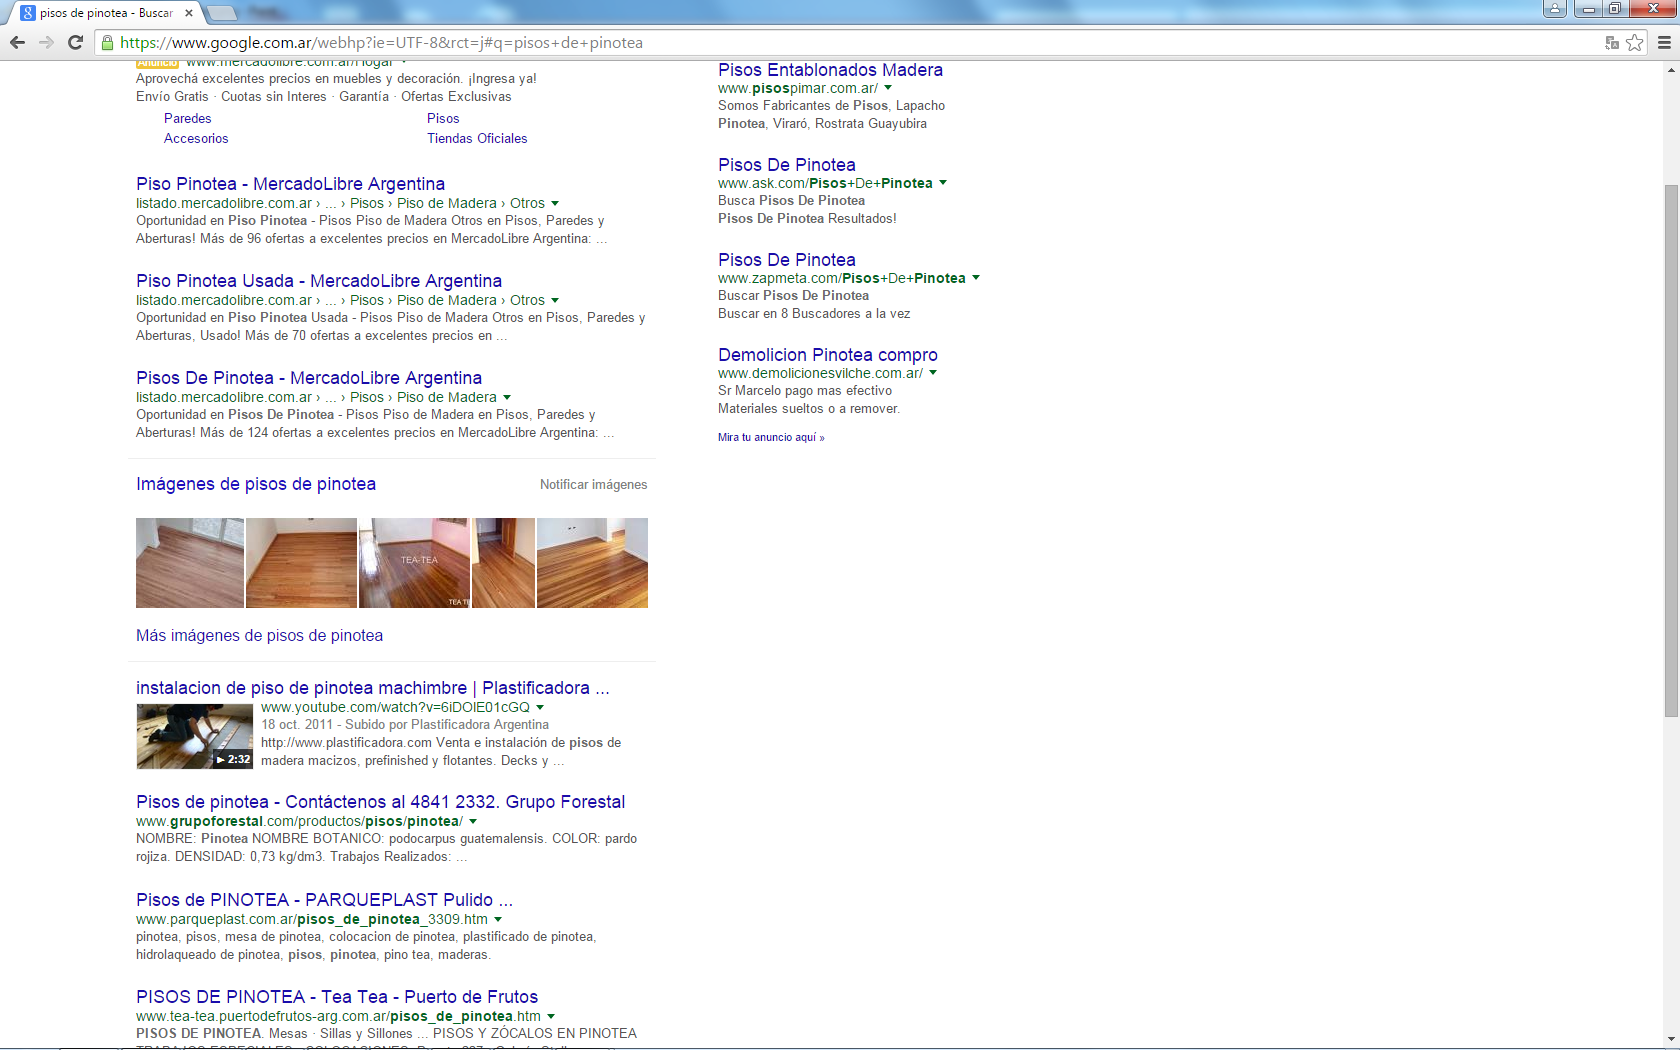 pisos de pinotea - Buscar
https://www.google.com.ar/webhp?ie=UTF-8&rct=j#q=pisos+de+pinotea
Anuncio www.mercadolibre.com.ar/Hogar
Aprovechá excelentes precios en muebles y decoración. ¡Ingresa ya!
Envío Gratis · Cuotas sin Interes · Garantía · Ofertas Exclusivas
Paredes Pisos
Accesorios Tiendas Oficiales
Piso Pinotea - MercadoLibre Argentina
listado.mercadolibre.com.ar › ... › Pisos › Piso de Madera › Otros
Oportunidad en Piso Pinotea - Pisos Piso de Madera Otros en Pisos, Paredes y
Aberturas! Más de 96 ofertas a excelentes precios en MercadoLibre Argentina: ...
Piso Pinotea Usada - MercadoLibre Argentina
listado.mercadolibre.com.ar › ... › Pisos › Piso de Madera › Otros
Oportunidad en Piso Pinotea Usada - Pisos Piso de Madera Otros en Pisos, Paredes y
Aberturas, Usado! Más de 70 ofertas a excelentes precios en ...
Pisos De Pinotea - MercadoLibre Argentina
listado.mercadolibre.com.ar › ... › Pisos › Piso de Madera
Oportunidad en Pisos De Pinotea - Pisos Piso de Madera en Pisos, Paredes y
Aberturas! Más de 124 ofertas a excelentes precios en MercadoLibre Argentina: ...
Imágenes de pisos de pinotea Notificar imágenes
TEA-TEA
TEA TE
Más imágenes de pisos de pinotea
instalacion de piso de pinotea machimbre | Plastificadora ...
www.youtube.com/watch?v=6iDOIE01cGQ
18 oct. 2011 - Subido por Plastificadora Argentina
http://www.plastificadora.com Venta e instalación de pisos de
madera macizos, prefinished y flotantes. Decks y ...
2:32
Pisos de pinotea - Contáctenos al 4841 2332. Grupo Forestal
www.grupoforestal.com/productos/pisos/pinotea/
NOMBRE: Pinotea NOMBRE BOTANICO: podocarpus guatemalensis. COLOR: pardo
rojiza. DENSIDAD: 0,73 kg/dm3. Trabajos Realizados: ...
Pisos de PINOTEA - PARQUEPLAST Pulido ...
www.parqueplast.com.ar/pisos_de_pinotea_3309.htm
pinotea, pisos, mesa de pinotea, colocacion de pinotea, plastificado de pinotea,
hidrolaqueado de pinotea, pisos, pinotea, pino tea, maderas.
PISOS DE PINOTEA - Tea Tea - Puerto de Frutos
www.tea-tea.puertodefrutos-arg.com.ar/pisos_de_pinotea.htm
PISOS DE PINOTEA. Mesas · Sillas y Sillones ... PISOS Y ZÓCALOS EN PINOTEA
Pisos Entablonados Madera
www.pisospimar.com.ar/
Somos Fabricantes de Pisos, Lapacho
Pinotea, Viraró, Rostrata Guayubira
Pisos De Pinotea
www.ask.com/Pisos+De+Pinotea
Busca Pisos De Pinotea
Pisos De Pinotea Resultados!
Pisos De Pinotea
www.zapmeta.com/Pisos+De+Pinotea
Buscar Pisos De Pinotea
Buscar en 8 Buscadores a la vez
Demolicion Pinotea compro
www.demolicionesvilche.com.ar/
Sr Marcelo pago mas efectivo
Materiales sueltos o a remover.
Mira tu anuncio aquí »